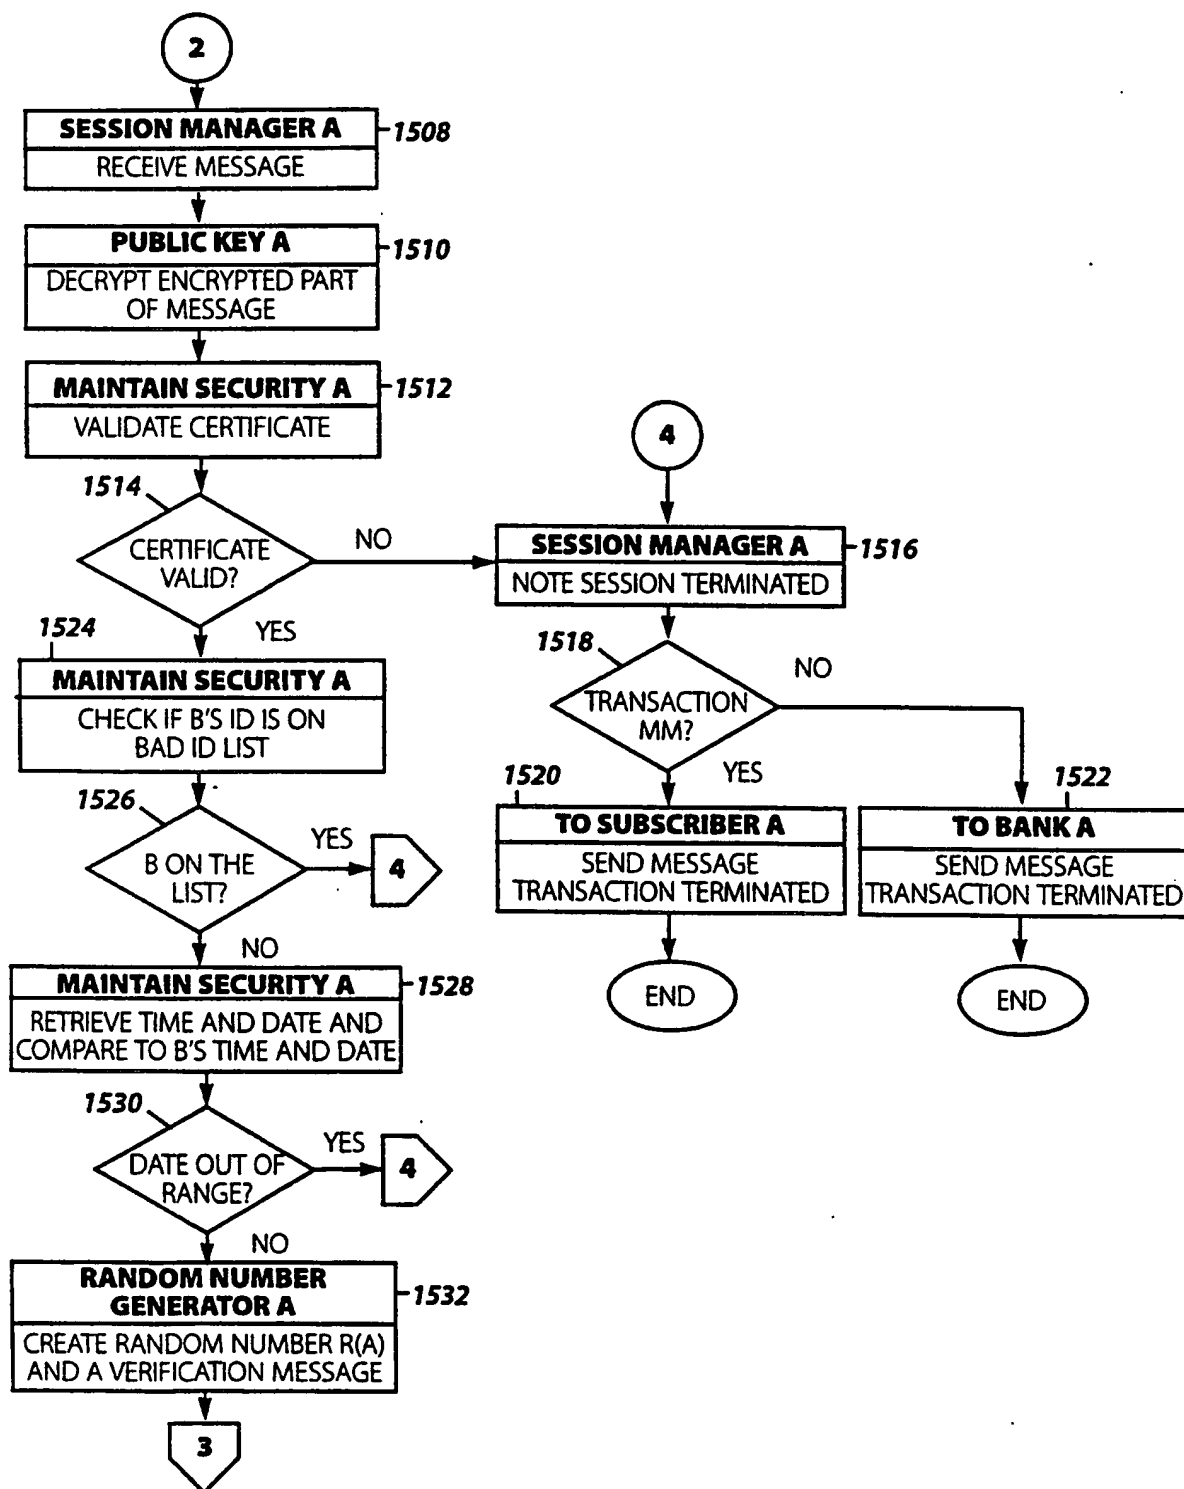 2
SESSION MANAGER A
1508
RECEIVE MESSAGE
PUBLIC KEY A
1510
DECRYPT ENCRYPTED PART
OF MESSAGE
MAINTAIN SECURITY A
1512
VALIDATE CERTIFICATE
1514
CERTIFICATE
VALID?
NO
YES
4
SESSION MANAGER A
1516
NOTE SESSION TERMINATED
1518
TRANSACTION
MM?
NO
YES
1524
MAINTAIN SECURITY A
CHECK IF B'S ID IS ON
BAD ID LIST
1526
B ON THE
LIST?
YES
4
NO
1520
TO SUBSCRIBER A
SEND MESSAGE
TRANSACTION TERMINATED
END
1522
TO BANK A
SEND MESSAGE
TRANSACTION TERMINATED
END
MAINTAIN SECURITY A
1528
RETRIEVE TIME AND DATE AND
COMPARE TO B'S TIME AND DATE
1530
DATE OUT OF
RANGE?
YES
4
NO
RANDOM NUMBER
GENERATOR A
1532
CREATE RANDOM NUMBER R(A)
AND A VERIFICATION MESSAGE
3